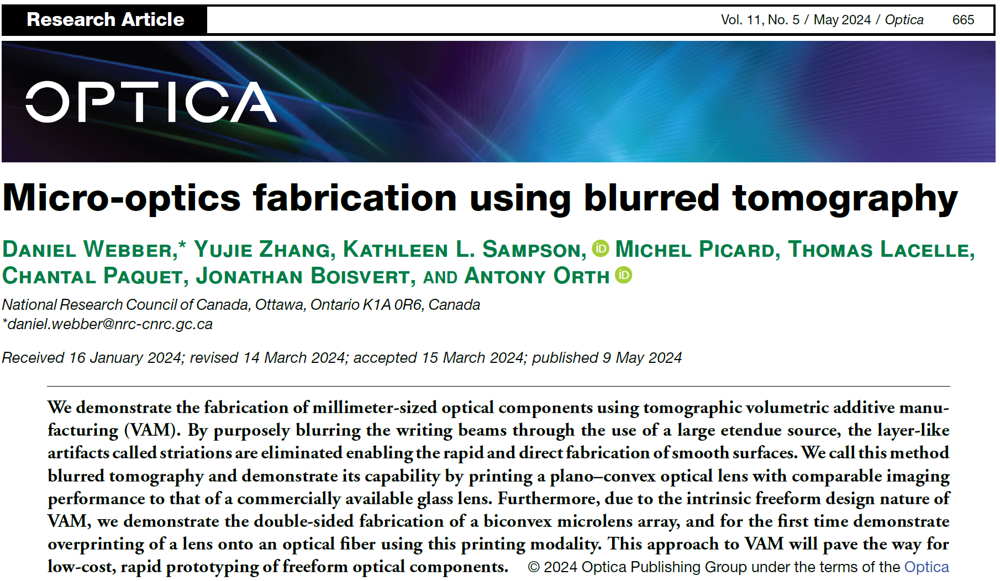 Research Article
Vol. 11, No. 5 / May 2024 / Optica 665
OPTICA
Micro-optics fabrication using blurred tomography
Daniel Webber,* Yujie Zhang, Kathleen L. Sampson, iD Michel Picard, Thomas Lacelle,
Chantal Paquet, Jonathan Boisvert, and Antony Orth iD
National Research Council of Canada, Ottawa, Ontario K1A 0R6, Canada
*daniel.webber@nrc-cnrc.gc.ca
Received 16 January 2024; revised 14 March 2024; accepted 15 March 2024; published 9 May 2024
We demonstrate the fabrication of millimeter-sized optical components using tomographic volumetric additive manu-
facturing (VAM). By purposely blurring the writing beams through the use of a large etendue source, the layer-like
artifacts called striations are eliminated enabling the rapid and direct fabrication of smooth surfaces. We call this method
blurred tomography and demonstrate its capability by printing a plano–convex optical lens with comparable imaging
performance to that of a commercially available glass lens. Furthermore, due to the intrinsic freeform design nature of
VAM, we demonstrate the double-sided fabrication of a biconvex microlens array, and for the first time demonstrate
overprinting of a lens onto an optical fiber using this printing modality. This approach to VAM will pave the way for
low-cost, rapid prototyping of freeform optical components. © 2024 Optica Publishing Group under the terms of the Optica